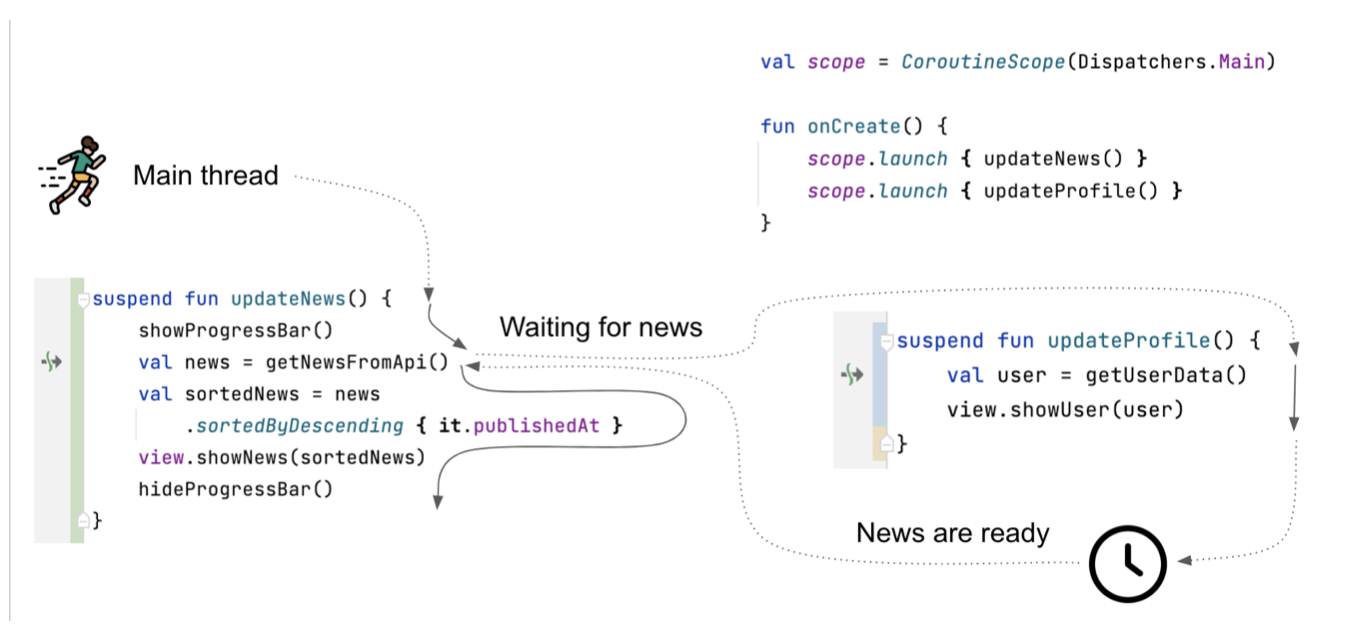 val scope = CoroutineScope(Dispatchers.Main)
fun onCreate() {
scope.launch { updateNews() }
scope.launch { updateProfile() }
}
Main thread
suspend fun updateNews() {
showProgressBar()
val news = getNewsFromApi()
val sortedNews = news
.sortedByDescending { it.publishedAt }
view.showNews(sortedNews)
hideProgressBar()
}
Waiting for news
suspend fun updateProfile() {
val user = getUserData()
view.showUser(user)
}
News are ready